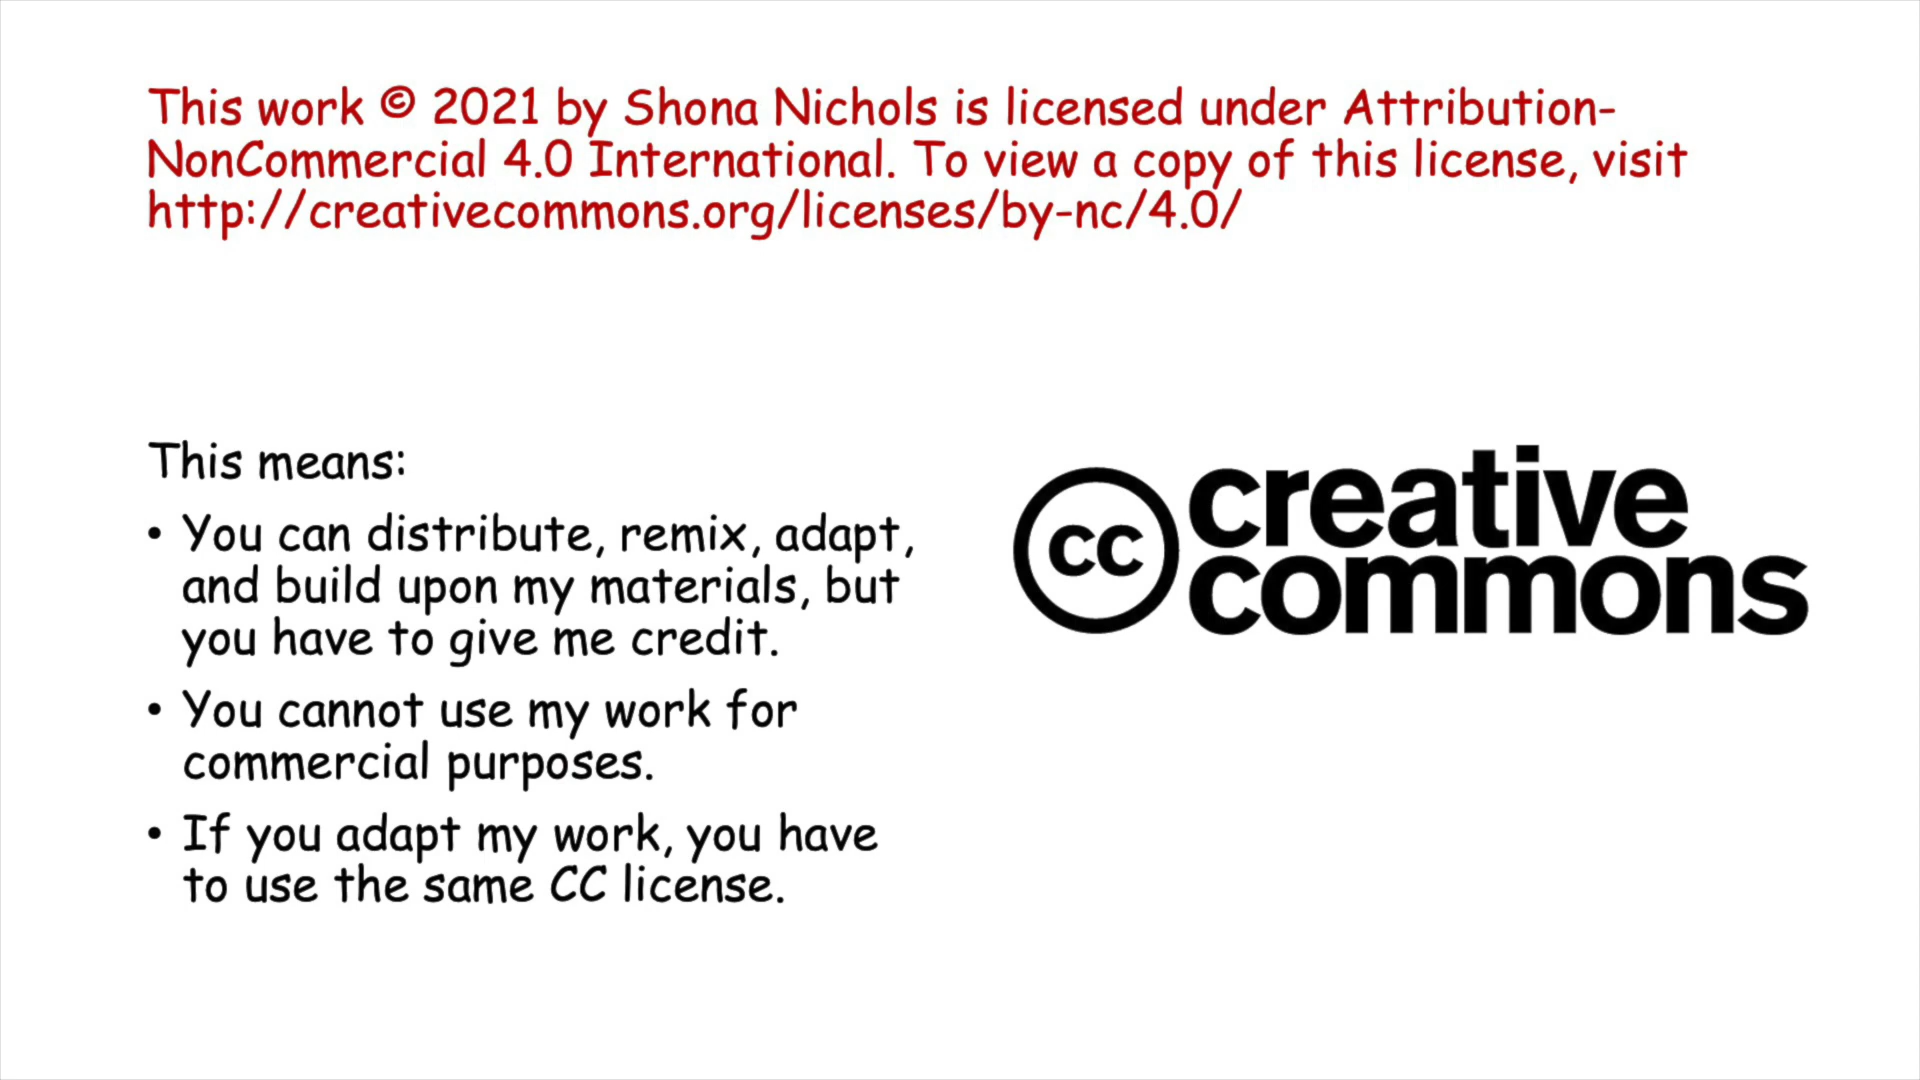 This work © 2021 by Shona Nichols is licensed under Attribution-
NonCommercial 4.0 International. To view a copy of this license, visit
http://creativecommons.org/licenses/by-nc/4.0/
This means:
• You can distribute, remix, adapt,
and build upon my materials, but
you have to give me credit.
• You cannot use my work for
commercial purposes.
• If you adapt my work, you have
to use the same CC license.
cc
creative
commons